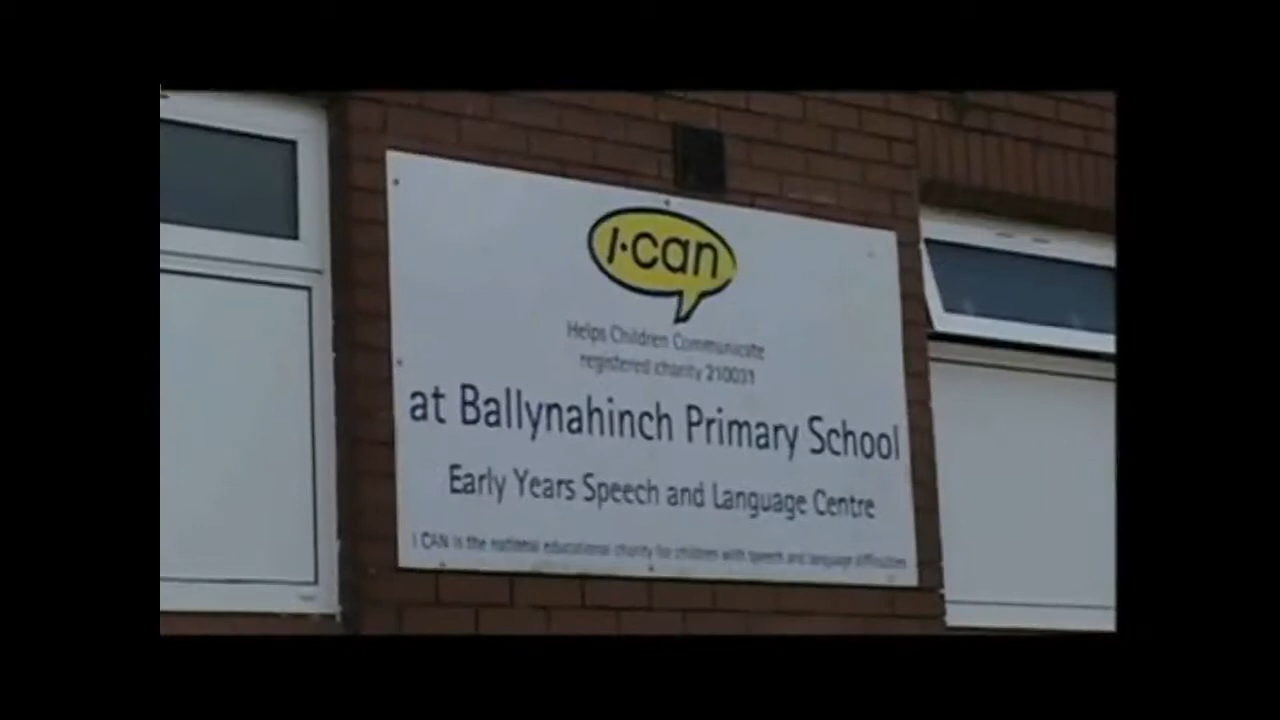 I·can
Helps Children Communicate
registered charity 210031
at Ballynahinch Primary School
Early Years Speech and Language Centre
I CAN is the national educational charity for children with speech and language difficulties